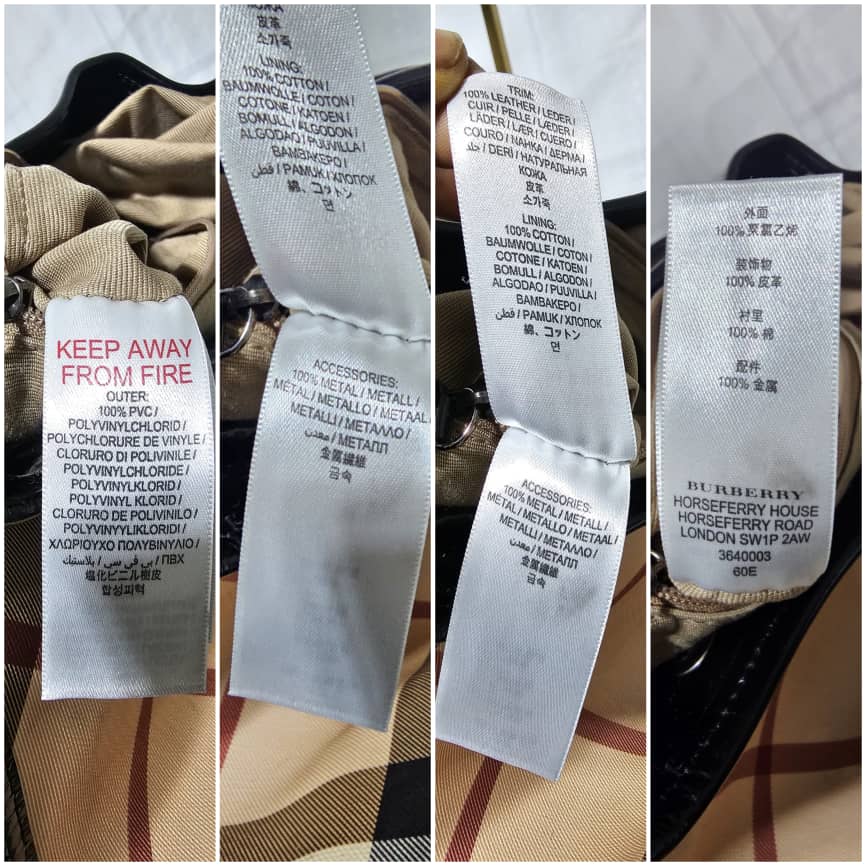 KEEP AWAY
FROM FIRE
OUTER:
100% PVC /
POLYVINYLCHLORID /
POLYCHLORURE DE VINYLE /
CLORURO DI POLIVINILE /
POLYVINYLCHLORIDE /
POLYVINYLKLORID /
POLYVINYL KLORID /
CLORURO DE POLIVINILO /
POLYVINYYLIKLORIDI /
ΧΛΩΡΙΟΥΧΟ ΠΟΛΥΒΙΝΥΛΙΟ /
بي في سي / بلاستيك / ПВХ
塩化ビニル樹皮
합성피혁
КОЖА
皮革
소가죽
LINING:
100% COTTON /
BAUMWOLLE / COTON /
COTONE / KATOEN /
BOMULL / ALGODON /
ALGODAO / PUUVILLA /
ΒΑΜΒΑΚΕΡΟ /
قطن / PAMUK / ХЛОПОК
綿、コットン
면
ACCESSORIES:
100% METAL / METALL /
MÉTAL / METALLO / METAAL /
METALLI / ΜΕΤΑΛΛΟ /
معدن / МЕТАЛЛ
金属繊維
금속
TRIM:
100% LEATHER / LEDER /
CUIR / PELLE / LÆDER /
LÄDER / LÆR / CUERO /
COURO / NAHKA / ΔΕΡΜΑ /
جلد / DERİ / НАТУРАЛЬНАЯ
КОЖА
皮革
소가죽
LINING:
100% COTTON /
BAUMWOLLE / COTON /
COTONE / KATOEN /
BOMULL / ALGODON /
ALGODAO / PUUVILLA /
ΒΑΜΒΑΚΕΡΟ /
قطن / PAMUK / ХЛОПОК
綿、コットン
면
ACCESSORIES:
100% METAL / METALL /
MÉTAL / METALLO / METAAL /
METALLI / ΜΕΤΑΛΛΟ /
معدن / МЕТАЛЛ
金属繊維
금속
外面
100% 聚氯乙烯
装饰物
100% 皮革
衬里
100% 棉
配件
100% 金属
BURBERRY
HORSEFERRY HOUSE
HORSEFERRY ROAD
LONDON SW1P 2AW
3640003
60E